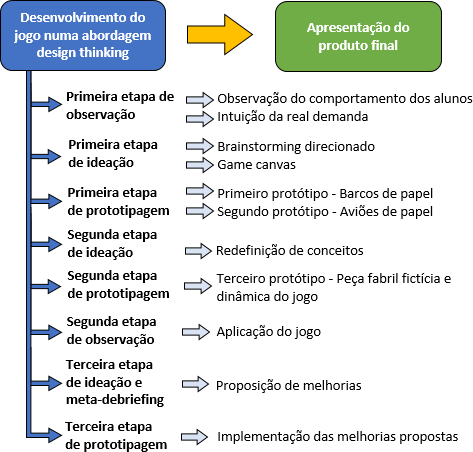 Desenvolvimento do
jogo numa abordagem
design thinking
Apresentação do
produto final
Primeira etapa de
observação
Observação do comportamento dos alunos
Intuição da real demanda
Primeira etapa
de ideação
Brainstorming direcionado
Game canvas
Primeira etapa
de prototipagem
Primeiro protótipo - Barcos de papel
Segundo protótipo - Aviões de papel
Segunda etapa
de ideação
Redefinição de conceitos
Segunda etapa
de prototipagem
Terceiro protótipo - Peça fabril fictícia e
dinâmica do jogo
Segunda etapa
de observação
Aplicação do jogo
Terceira etapa
de ideação e
meta-debriefing
Proposição de melhorias
Terceira etapa
de prototipagem
Implementação das melhorias propostas